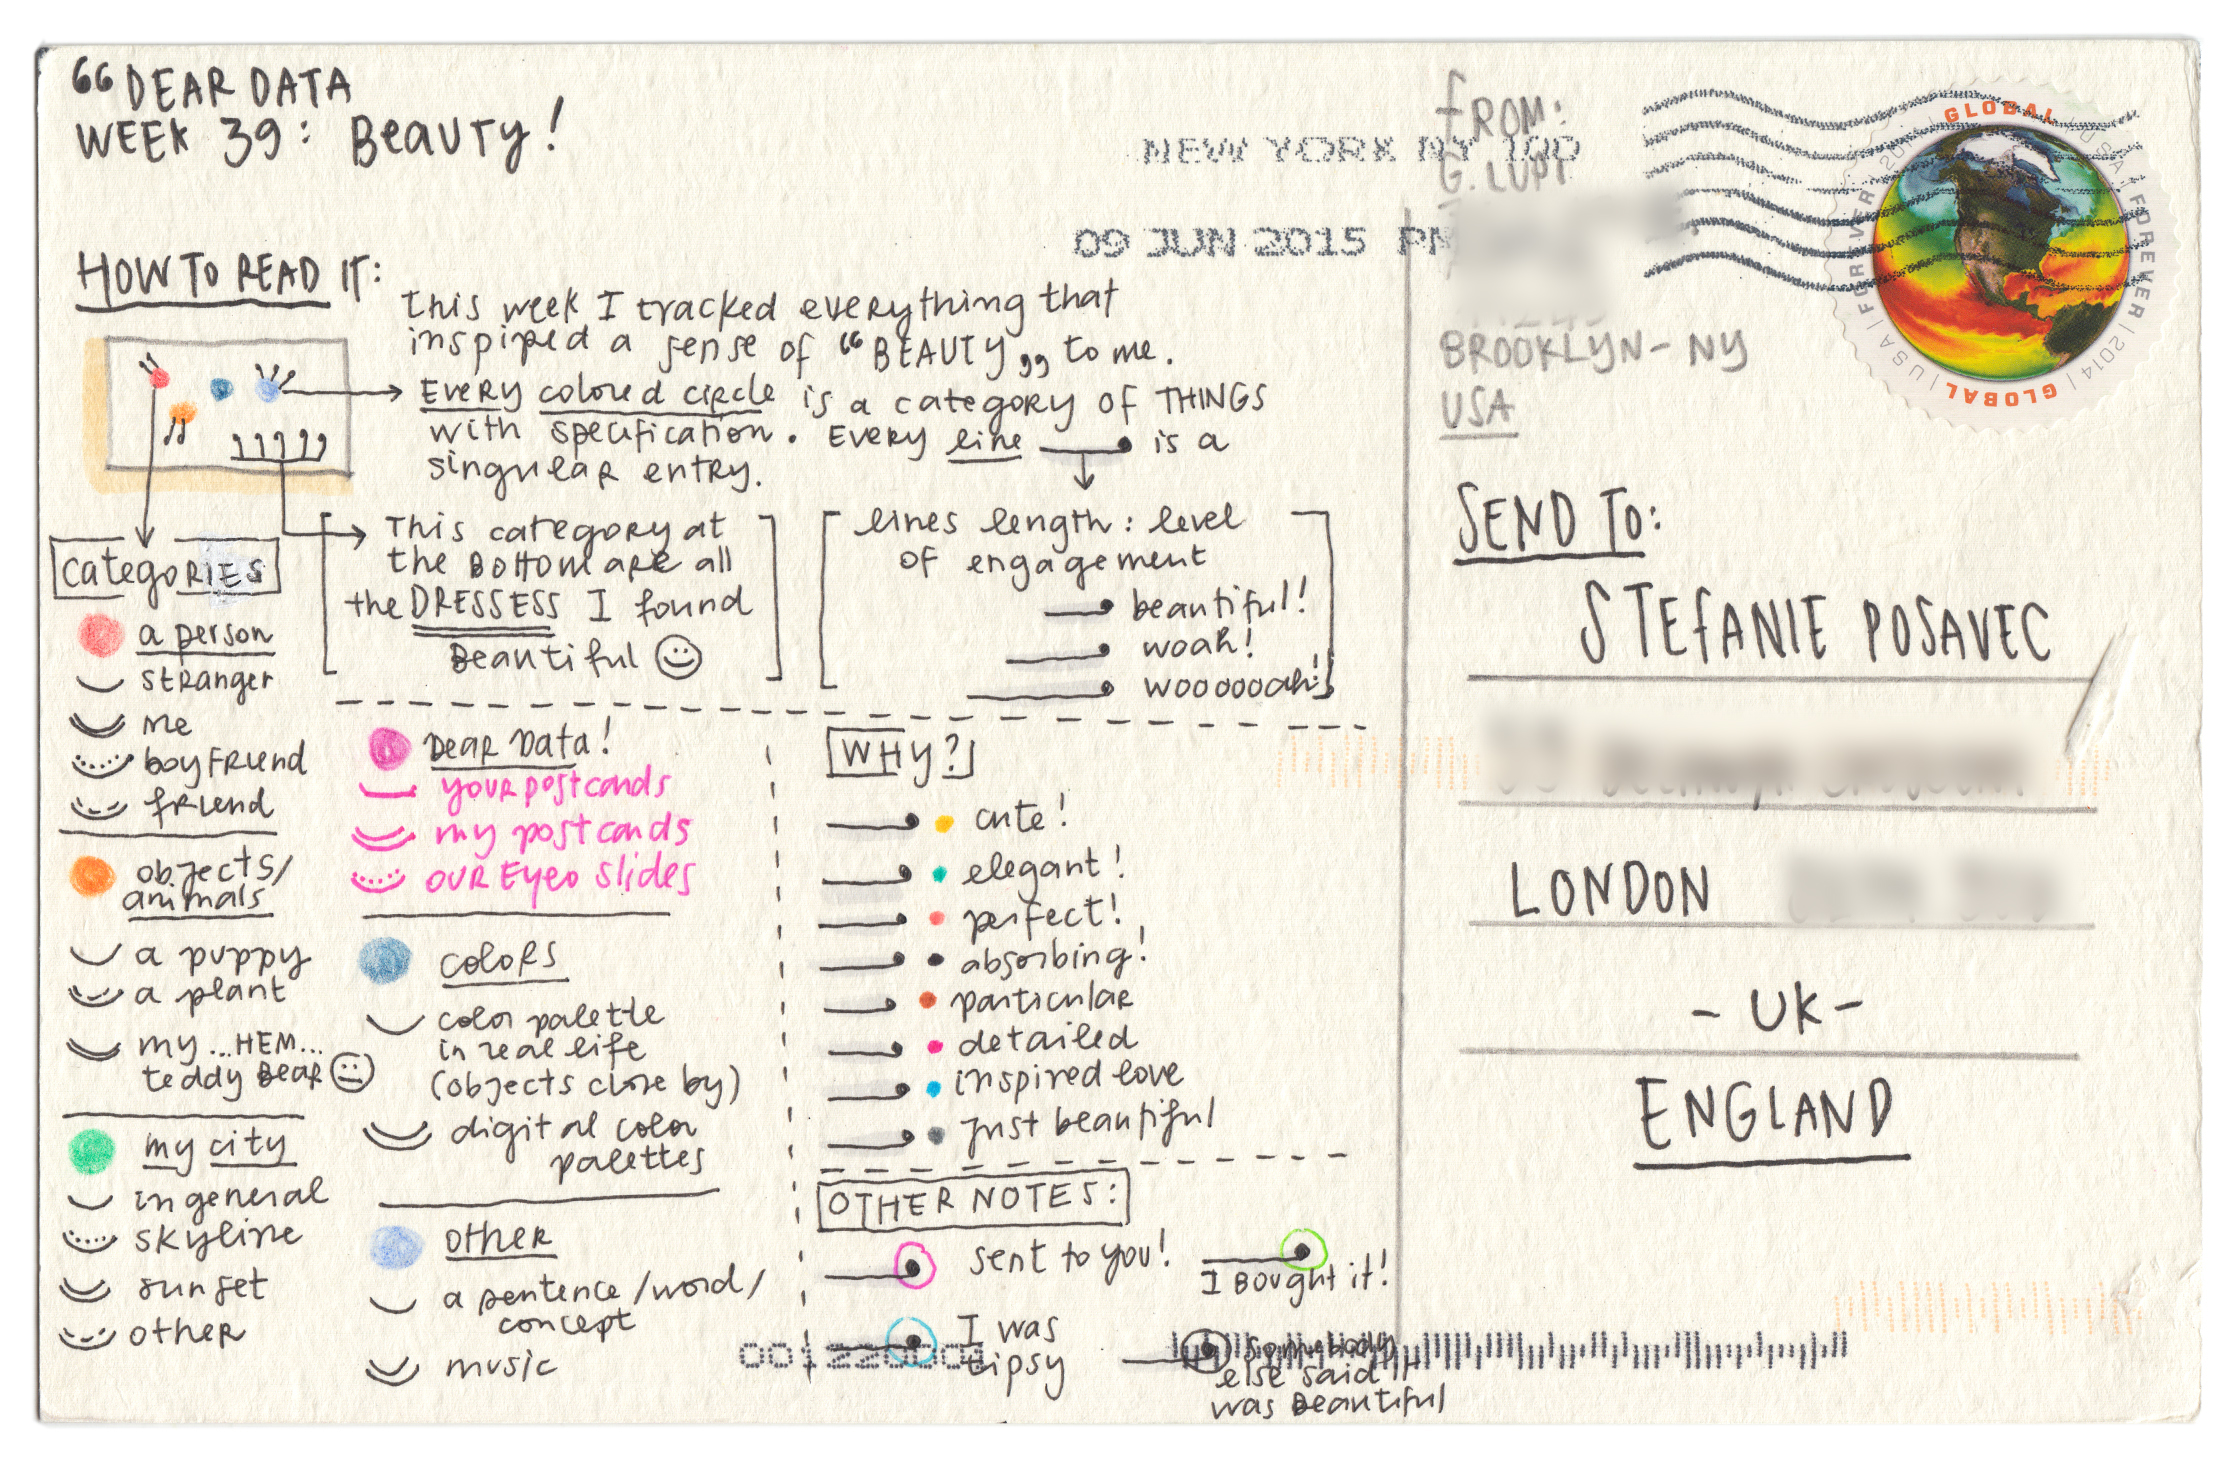 “DEAR DATA
WEEK 39: Beauty!
HOW TO READ IT:
This week I tracked everything that
inspired a sense of “BEAUTY„ to me.
Every colored circle is a category of THINGS
with specification. Every line is a
singular entry.
This category at
the bottom are all
the DRESSESS I found
Beautiful
lines length: level
of engagement
beautiful!
woah!
woooooah!
categoRIES
a person
stranger
me
boyfriend
friend
objects/
animals
a puppy
a plant
my ...HEM...
teddy Bear
my city
in general
skyline
sunset
other
Dear Data!
your postcards
my postcards
our Eyeo slides
colors
color palette
in real life
(objects close by)
digital color
palettes
other
a sentence/word/
concept
music
WHY?
cute!
elegant!
perfect!
absorbing!
particular
detailed
inspired love
just beautiful
OTHER NOTES:
sent to you!
I Bought it!
I was
tipsy
somebody
else said it
was Beautiful
NEW YORK NY 100
09 JUN 2015 PM
FROM:
G. LUPI
BROOKLYN - NY
USA
GLOBAL | USA | FOREVER | 2014 | GLOBAL | USA | FOREVER | 2014
SEND TO:
STEFANIE POSAVEC
LONDON
- UK -
ENGLAND